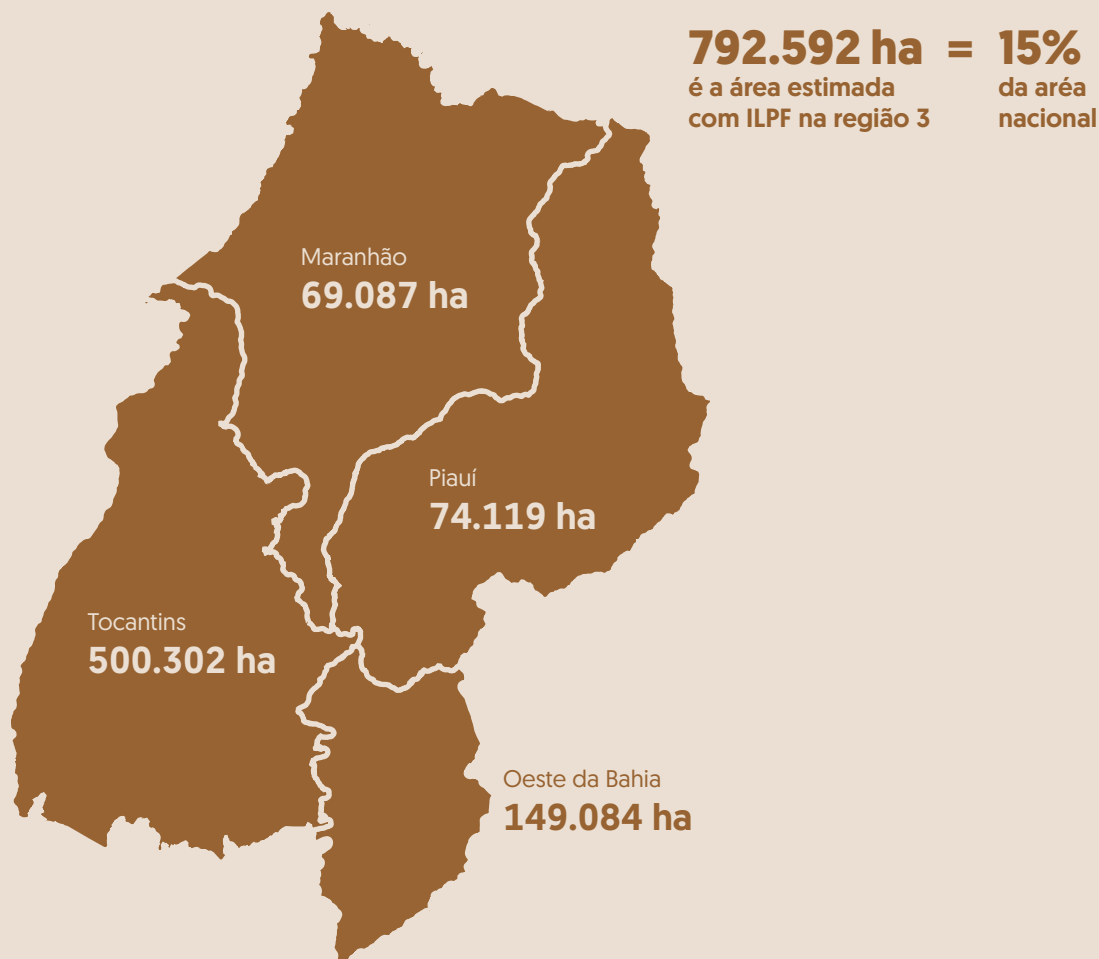 792.592 ha = 15%
é a área estimada
com ILPF na região 3
da aréa
nacional
Maranhão
69.087 ha
Piauí
74.119 ha
Tocantins
500.302 ha
Oeste da Bahia
149.084 ha